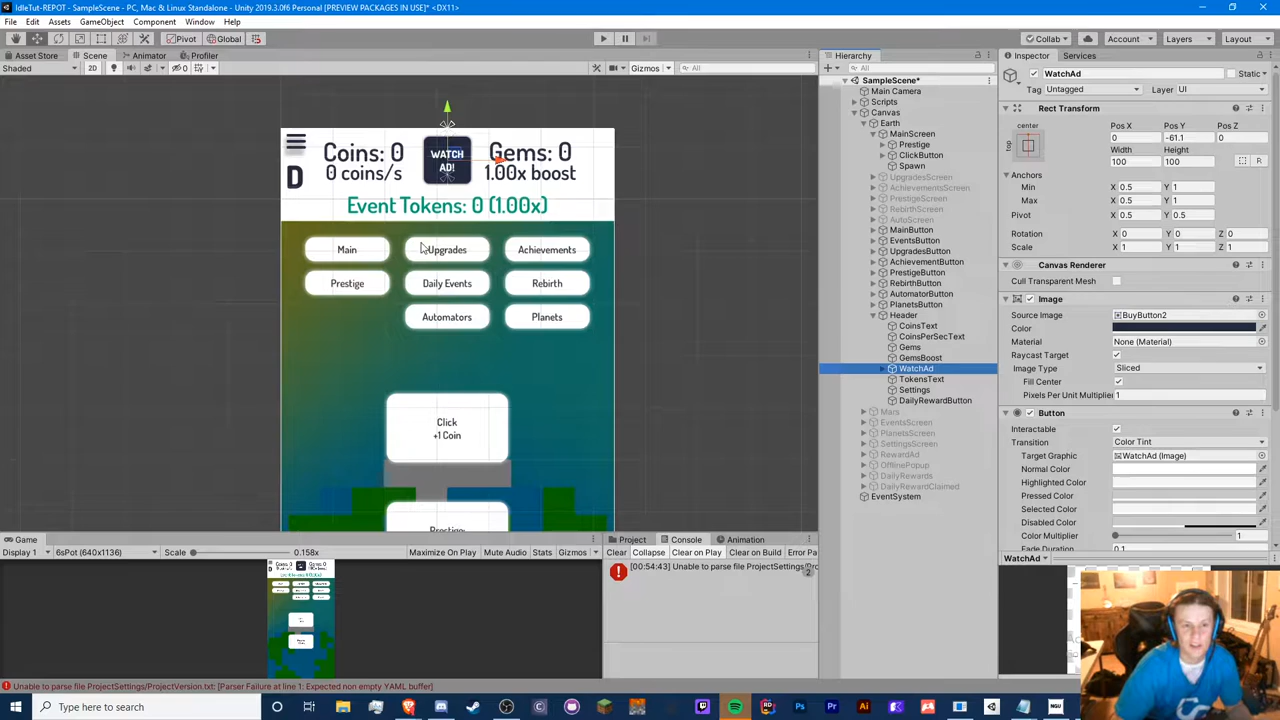 IdleTut-REPOT - SampleScene - PC, Mac & Linux Standalone - Unity 2019.3.0f6 Personal [PREVIEW PACKAGES IN USE]* <DX11>
File Edit Assets GameObject Component Window Help
Pivot Global Collab Account Layers Layout
Asset Store Scene Animator Profiler
Shaded 2D 0 Gizmos All
Coins: 0
0 coins/s
WATCH
AD!
Gems: 0
1.00x boost
D
Event Tokens: 0 (1.00x)
Main Upgrades Achievements
Prestige Daily Events Rebirth
Automators Planets
Click
+1 Coin
Prestige:
Hierarchy
All
SampleScene*
Main Camera
Scripts
Canvas
Earth
MainScreen
Prestige
ClickButton
Spawn
UpgradesScreen
AchievementsScreen
PrestigeScreen
RebirthScreen
AutoScreen
MainButton
EventsButton
UpgradesButton
AchievementButton
PrestigeButton
RebirthButton
AutomatorButton
PlanetsButton
Header
CoinsText
CoinsPerSecText
Gems
GemsBoost
WatchAd
TokensText
Settings
DailyRewardButton
Mars
EventsScreen
PlanetsScreen
SettingsScreen
RewardAd
OfflinePopup
DailyRewards
DailyRewardClaimed
EventSystem
Inspector Services
WatchAd Static
Tag Untagged Layer UI
Rect Transform
center Pos X Pos Y Pos Z
top 0 -61.1 0
Width Height
100 100 R
Anchors
Min X 0.5 Y 1
Max X 0.5 Y 1
Pivot X 0.5 Y 0.5
Rotation X 0 Y 0 Z 0
Scale X 1 Y 1 Z 1
Canvas Renderer
Cull Transparent Mesh
Image
Source Image BuyButton2
Color
Material None (Material)
Raycast Target
Image Type Sliced
Fill Center
Pixels Per Unit Multiplier 1
Button
Interactable
Transition Color Tint
Target Graphic WatchAd (Image)
Normal Color
Highlighted Color
Pressed Color
Selected Color
Disabled Color
Color Multiplier 1
Fade Duration 0.1
WatchAd
Game
Display 1 6sPot (640x1136) Scale 0.158x Maximize On Play Mute Audio Stats Gizmos
Project Console Animation
Clear Collapse Clear on Play Clear on Build Error Pa
[00:54:43] Unable to parse file ProjectSettings/Pro
2
Unable to parse file ProjectSettings/ProjectVersion.txt: [Parser Failure at line 1: Expected non empty YAML buffer]
Type here to search